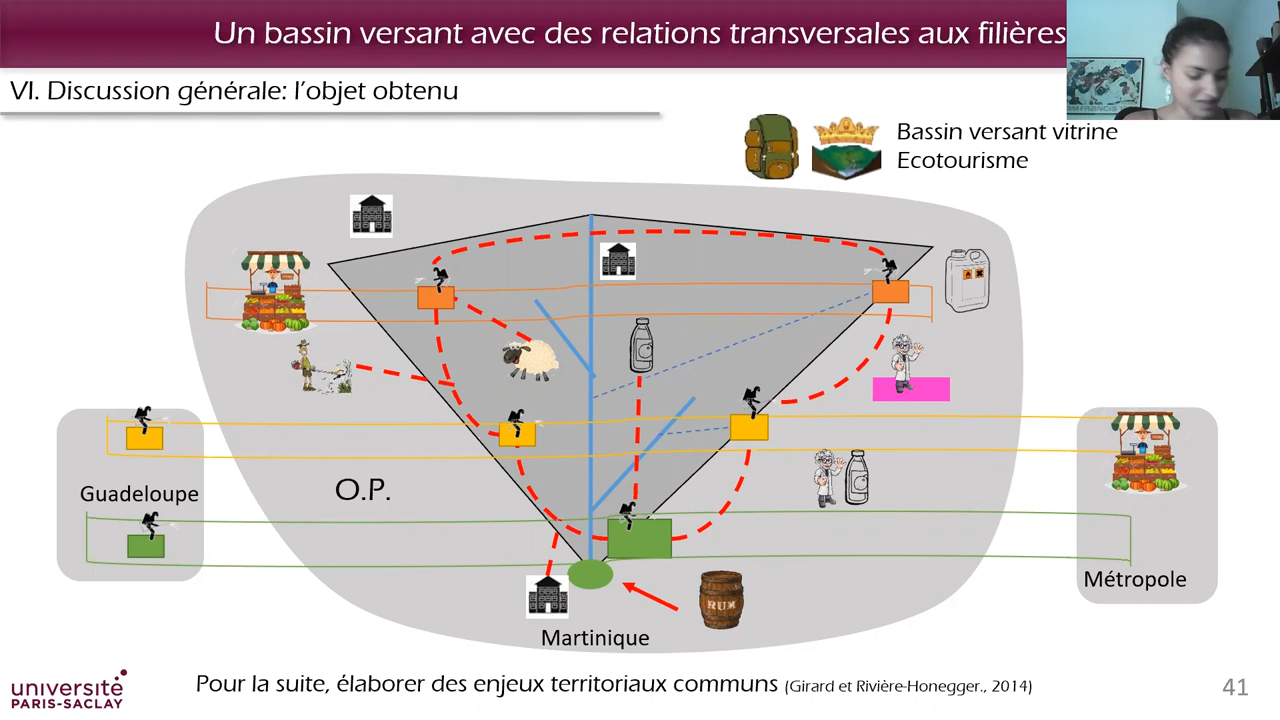 Un bassin versant avec des relations transversales aux filières
VI. Discussion générale: l'objet obtenu
Bassin versant vitrine
Ecotourisme
Guadeloupe
O.P.
Métropole
RUM
Martinique
Pour la suite, élaborer des enjeux territoriaux communs (Girard et Rivière-Honegger., 2014)
université
PARIS-SACLAY
41